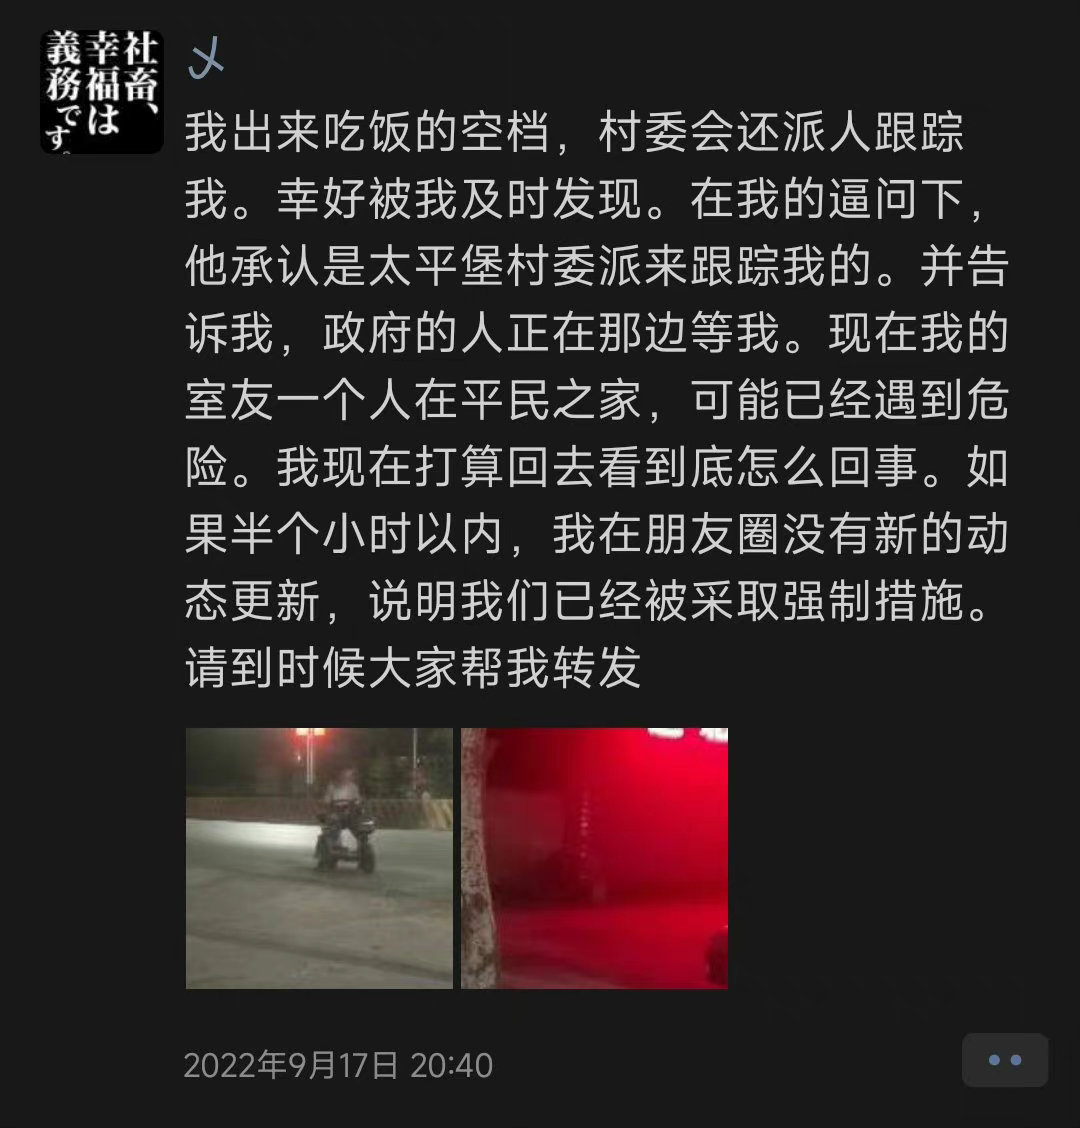 社畜、
幸福は
義務です。
乄
我出来吃饭的空档，村委会还派人跟踪
我。幸好被我及时发现。在我的逼问下，
他承认是太平堡村委派来跟踪我的。并告
诉我，政府的人正在那边等我。现在我的
室友一个人在平民之家，可能已经遇到危
险。我现在打算回去看到底怎么回事。如
果半个小时以内，我在朋友圈没有新的动
态更新，说明我们已经被采取强制措施。
请到时候大家帮我转发
2022年9月17日 20:40